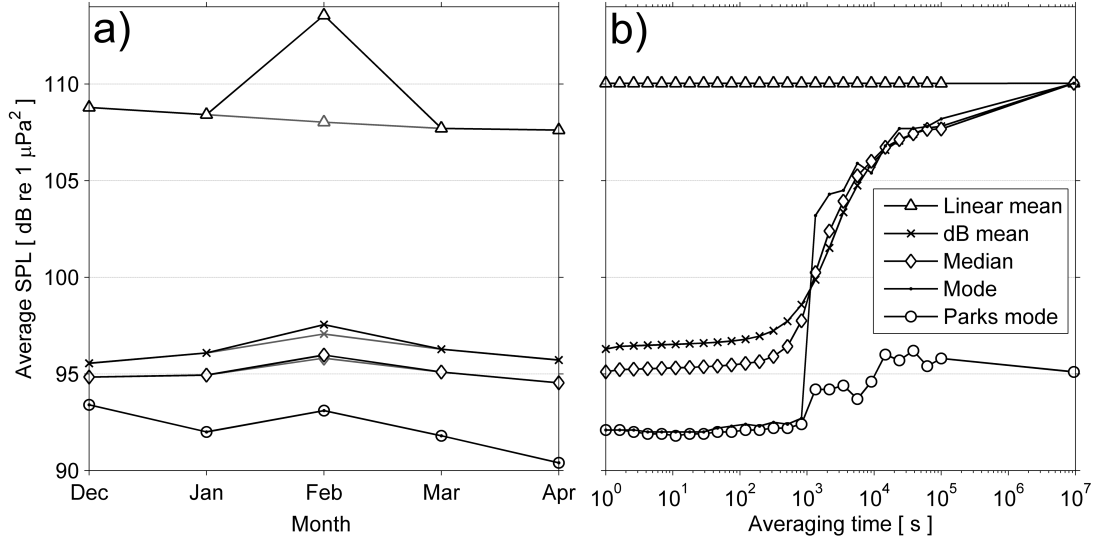 a)
b)
Average SPL [ dB re 1 μPa² ]
110
105
100
95
90
Dec Jan Feb Mar Apr
Month
Linear mean
dB mean
Median
Mode
Parks mode
10⁰ 10¹ 10² 10³ 10⁴ 10⁵ 10⁶ 10⁷
Averaging time [ s ]